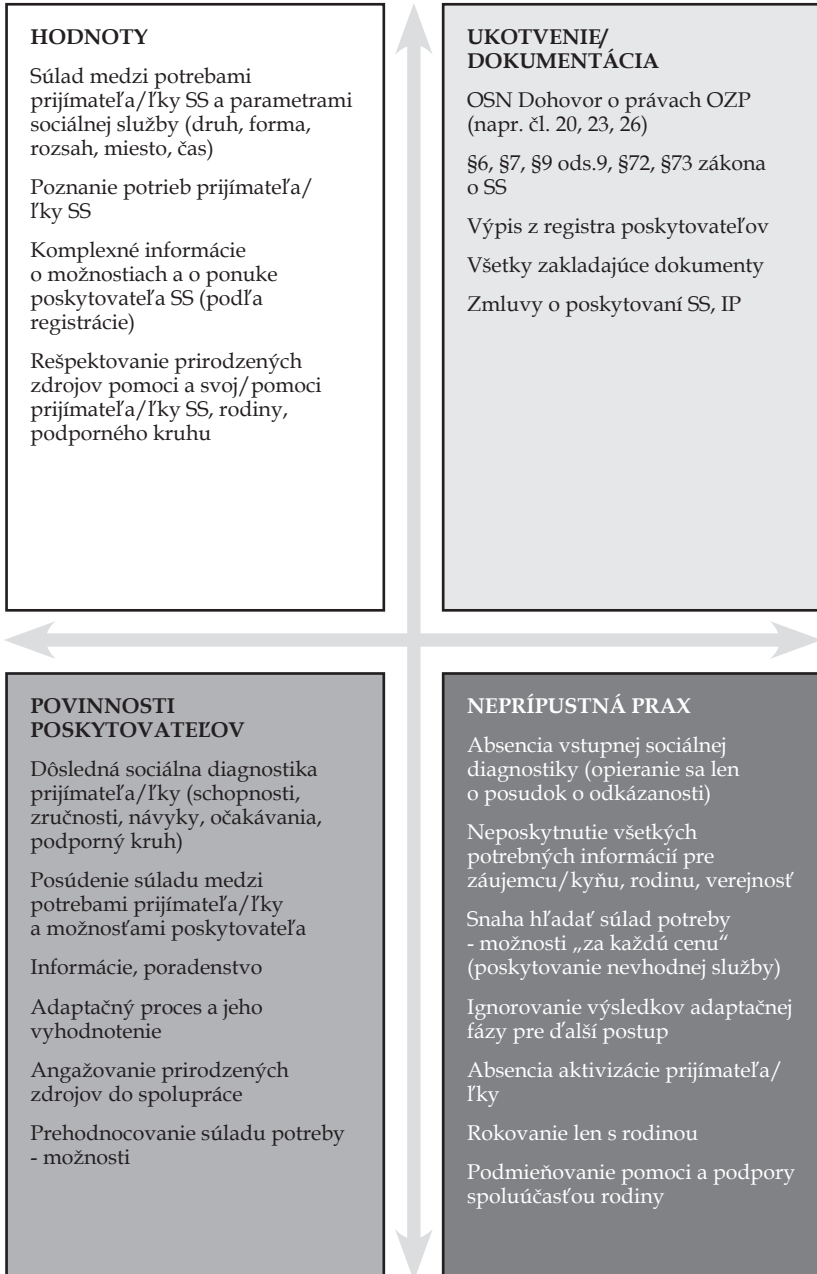 HODNOTY
Súlad medzi potrebami
prijímateľa/ľky SS a parametrami
sociálnej služby (druh, forma,
rozsah, miesto, čas)
Poznanie potrieb prijímateľa/
ľky SS
Komplexné informácie
o možnostiach a o ponuke
poskytovateľa SS (podľa
registrácie)
Rešpektovanie prirodzených
zdrojov pomoci a svoj/pomoci
prijímateľa/ľky SS, rodiny,
podporného kruhu
UKOTVENIE/
DOKUMENTÁCIA
OSN Dohovor o právach OZP
(napr. čl. 20, 23, 26)
§6, §7, §9 ods.9, §72, §73 zákona
o SS
Výpis z registra poskytovateľov
Všetky zakladajúce dokumenty
Zmluvy o poskytovaní SS, IP
POVINNOSTI
POSKYTOVATEĽOV
Dôsledná sociálna diagnostika
prijímateľa/ľky (schopnosti,
zručnosti, návyky, očakávania,
podporný kruh)
Posúdenie súladu medzi
potrebami prijímateľa/ľky
a možnosťami poskytovateľa
Informácie, poradenstvo
Adaptačný proces a jeho
vyhodnotenie
Angažovanie prirodzených
zdrojov do spolupráce
Prehodnocovanie súladu potreby
- možnosti
NEPRÍPUSTNÁ PRAX
Absencia vstupnej sociálnej
diagnostiky (opieranie sa len
o posudok o odkázanosti)
Neposkytnutie všetkých
potrebných informácií pre
záujemcu/kyňu, rodinu, verejnosť
Snaha hľadať súlad potreby
- možnosti „za každú cenu“
(poskytovanie nevhodnej služby)
Ignorovanie výsledkov adaptačnej
fázy pre ďalší postup
Absencia aktivizácie prijímateľa/
ľky
Rokovanie len s rodinou
Podmieňovanie pomoci a podpory
spoluúčasťou rodiny